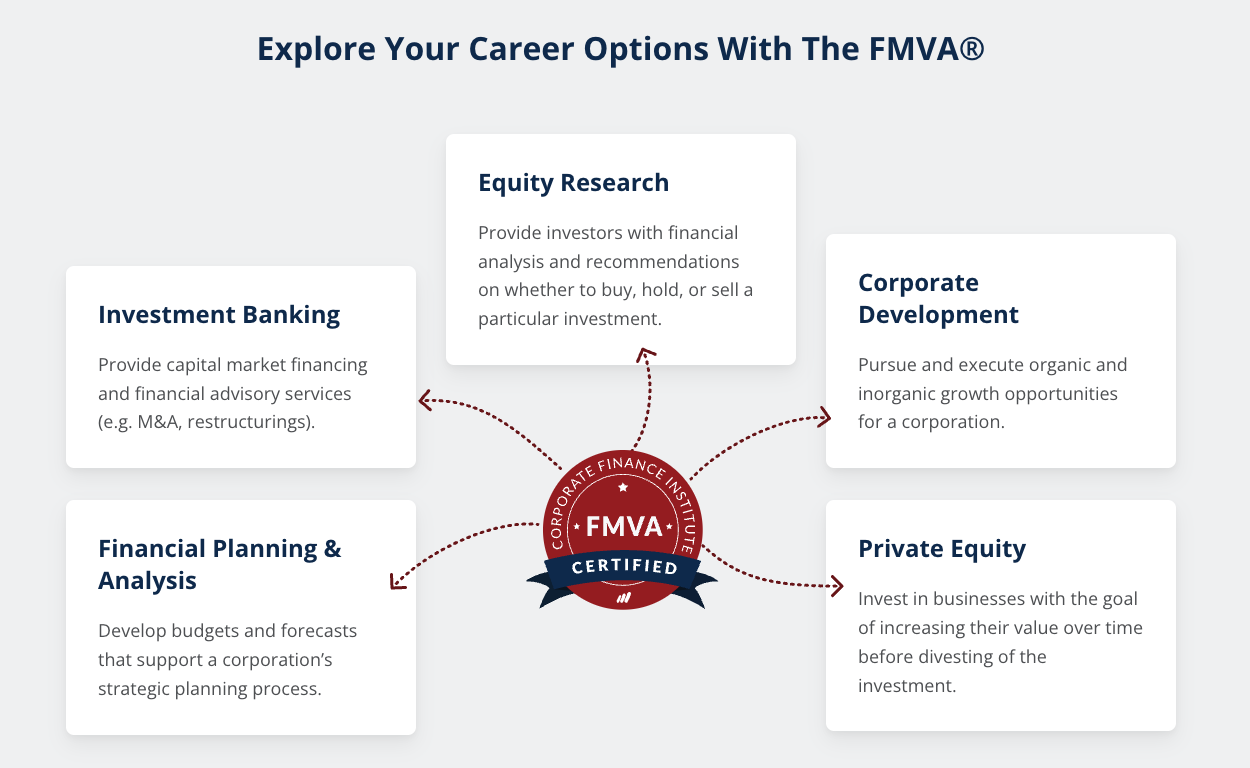 Explore Your Career Options With The FMVA®
Equity Research
Provide investors with financial
analysis and recommendations
on whether to buy, hold, or sell a
particular investment.
Investment Banking
Provide capital market financing
and financial advisory services
(e.g. M&A, restructurings).
Corporate
Development
Pursue and execute organic and
inorganic growth opportunities
for a corporation.
CORPORATE FINANCE INSTITUTE
FMVA
CERTIFIED
Financial Planning &
Analysis
Develop budgets and forecasts
that support a corporation’s
strategic planning process.
Private Equity
Invest in businesses with the goal
of increasing their value over time
before divesting of the
investment.